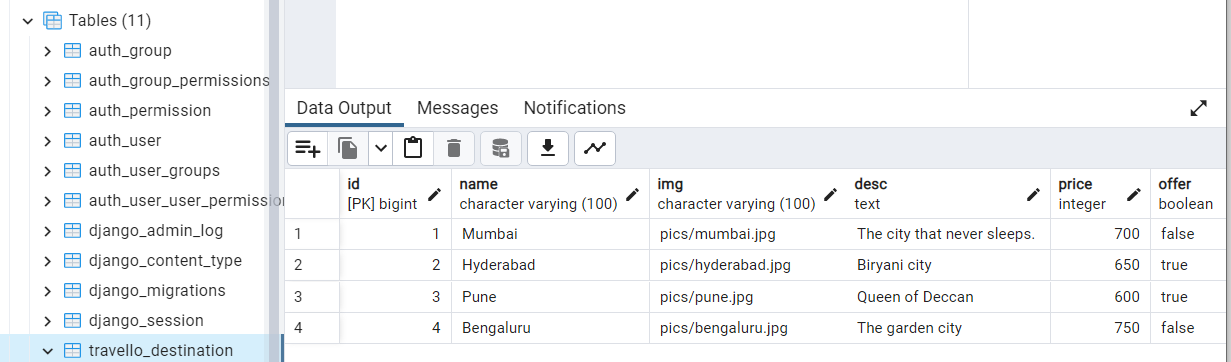 Tables (11)
auth_group
auth_group_permissions
auth_permission
auth_user
auth_user_groups
auth_user_user_permissio
django_admin_log
django_content_type
django_migrations
django_session
travello_destination
Data Output Messages Notifications
id name img desc price offer
[PK] bigint character varying (100) character varying (100) text integer boolean
1 1 Mumbai pics/mumbai.jpg The city that never sleeps. 700 false
2 2 Hyderabad pics/hyderabad.jpg Biryani city 650 true
3 3 Pune pics/pune.jpg Queen of Deccan 600 true
4 4 Bengaluru pics/bengaluru.jpg The garden city 750 false